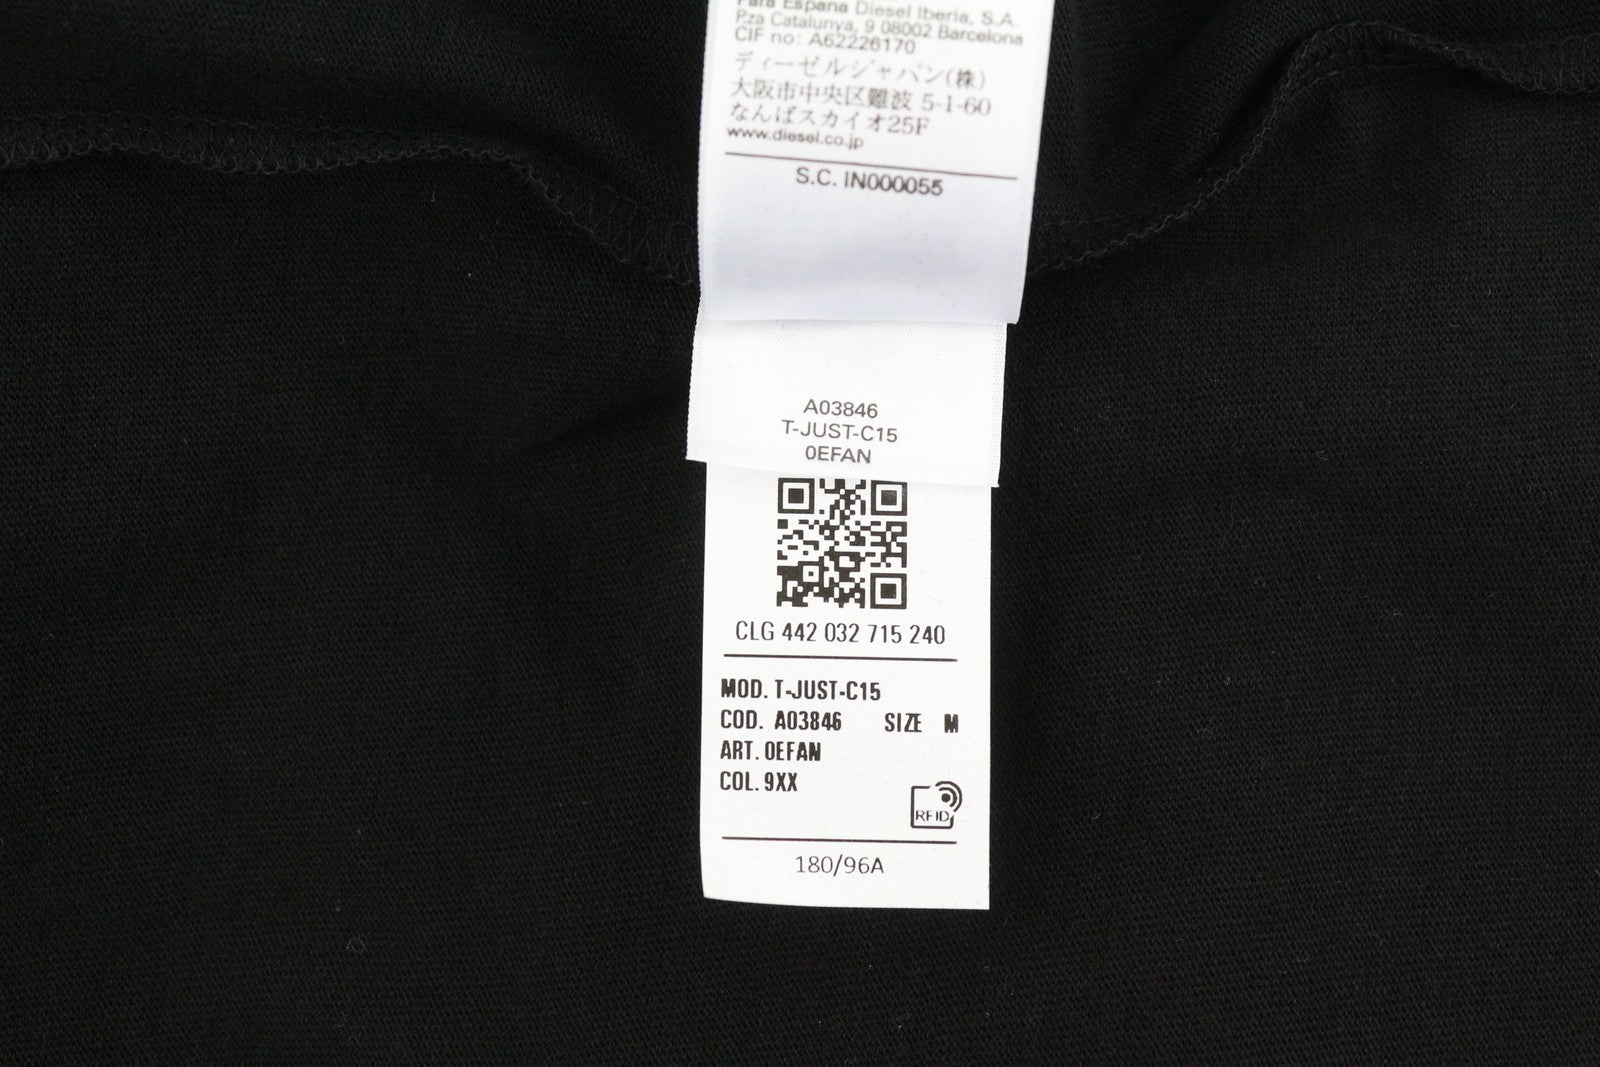 Para España Diesel Iberia, S.A.
Pza Catalunya, 9 08002 Barcelona
CIF no: A62226170
ディーゼルジャパン(株)
大阪市中央区難波 5-1-60
なんばスカイオ25F
www.diesel.co.jp
S.C. IN000055
A03846
T-JUST-C15
0EFAN
CLG 442 032 715 240
MOD. T-JUST-C15
COD. A03846 SIZE M
ART. 0EFAN
COL. 9XX
RFID
180/96A